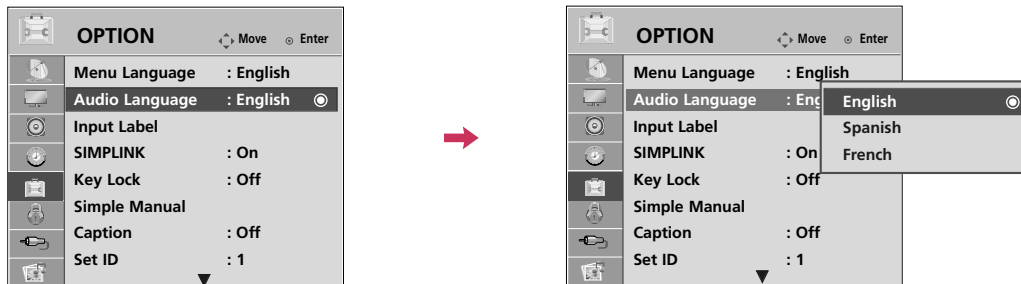 OPTION Move Enter
Menu Language : English
Audio Language : English
Input Label
SIMPLINK : On
Key Lock : Off
Simple Manual
Caption : Off
Set ID : 1
OPTION Move Enter
Menu Language : English
Audio Language : Eng
Input Label
SIMPLINK : On
Key Lock : Off
Simple Manual
Caption : Off
Set ID : 1
English
Spanish
French